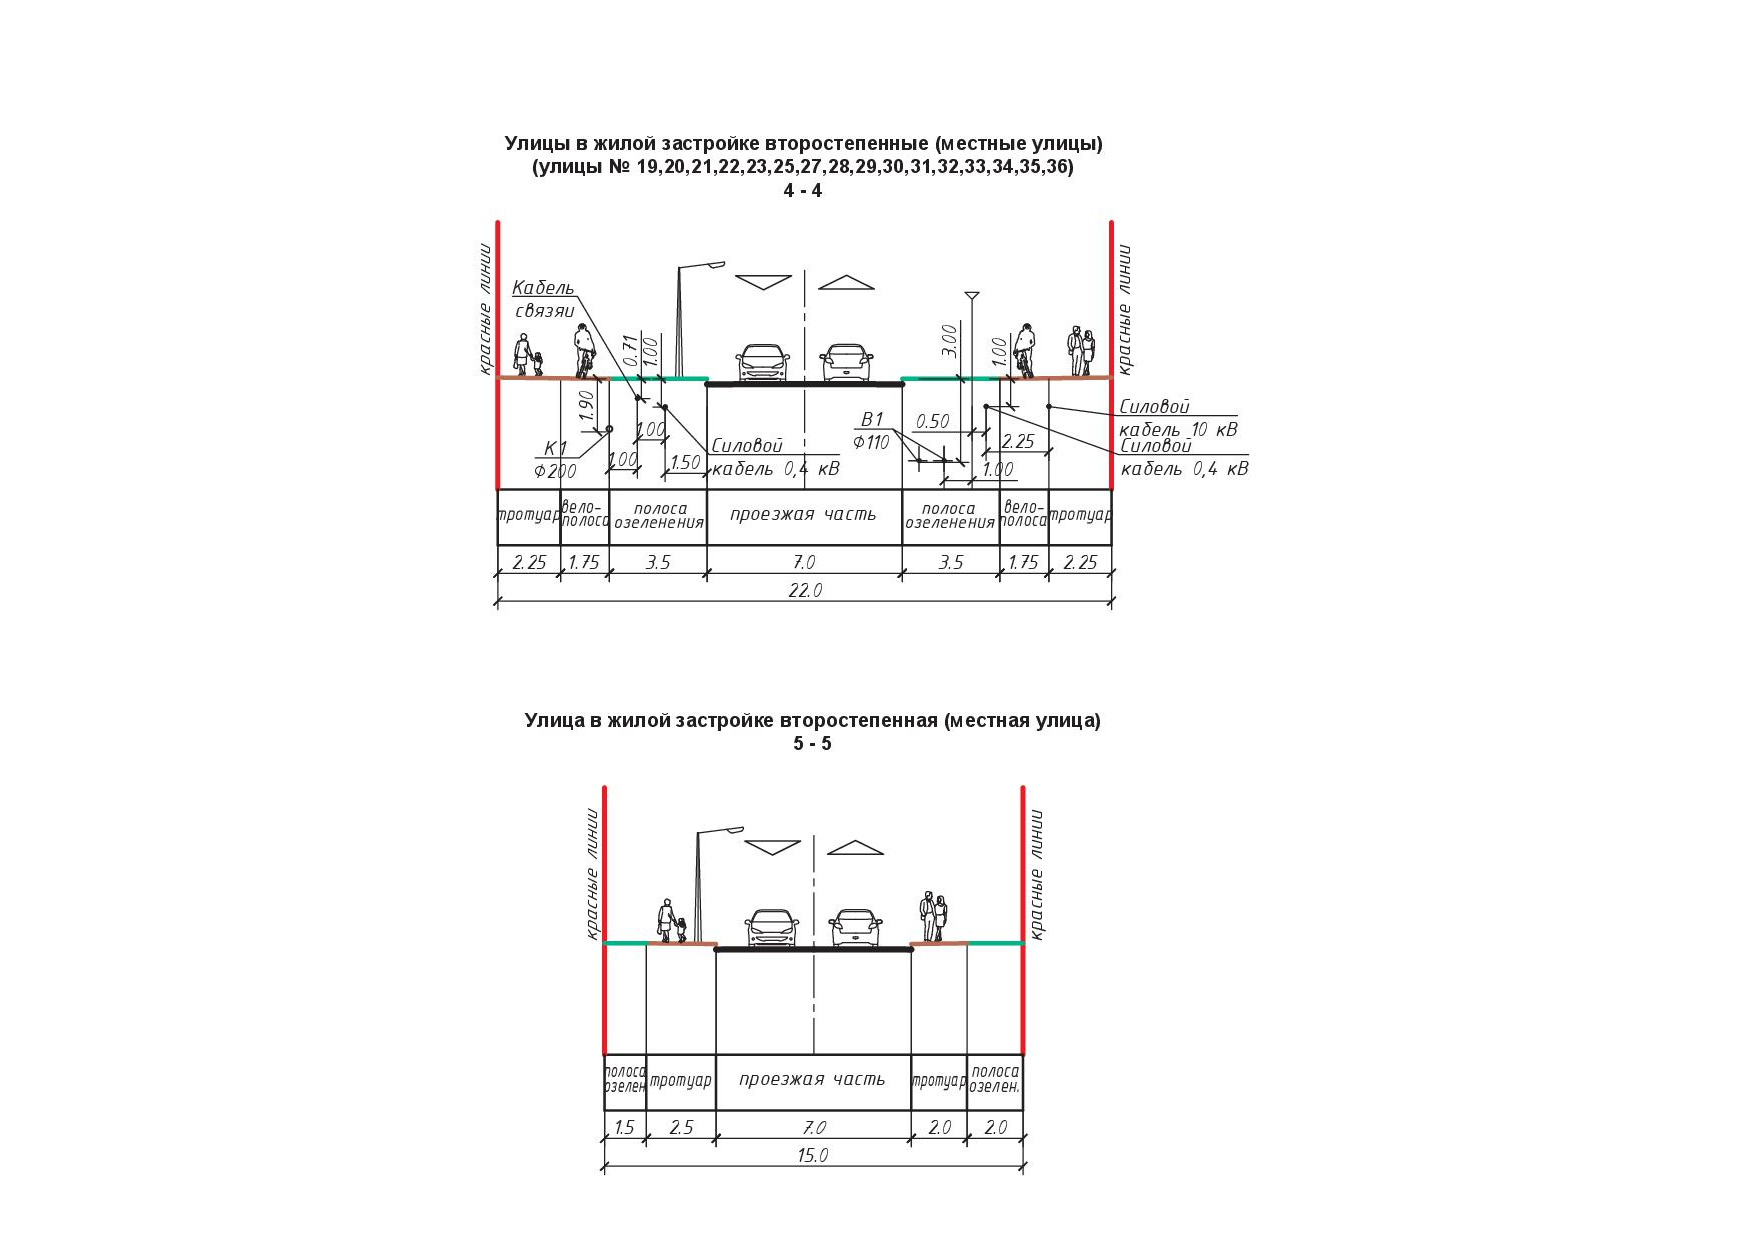 Улицы в жилой застройке второстепенные (местные улицы)
(улицы № 19,20,21,22,23,25,27,28,29,30,31,32,33,34,35,36)
4 - 4
красные линии
красные линии
Кабель
связяи
0.71
1.00
3.00
1.00
1.90
1.00
К1
Ф200
1.00
1.50
Силовой
кабель 0,4 кВ
В1
Ф110
0.50
2.25
1.00
Силовой
кабель 10 кВ
Силовой
кабель 0,4 кВ
тротуар
вело-
полоса
полоса
озеленения
проезжая часть
полоса
озеленения
вело-
полоса
тротуар
2.25 1.75 3.5 7.0 3.5 1.75 2.25
22.0
Улица в жилой застройке второстепенная (местная улица)
5 - 5
красные линии
красные линии
полоса
озелен.
тротуар
проезжая часть
тротуар
полоса
озелен.
1.5 2.5 7.0 2.0 2.0
15.0